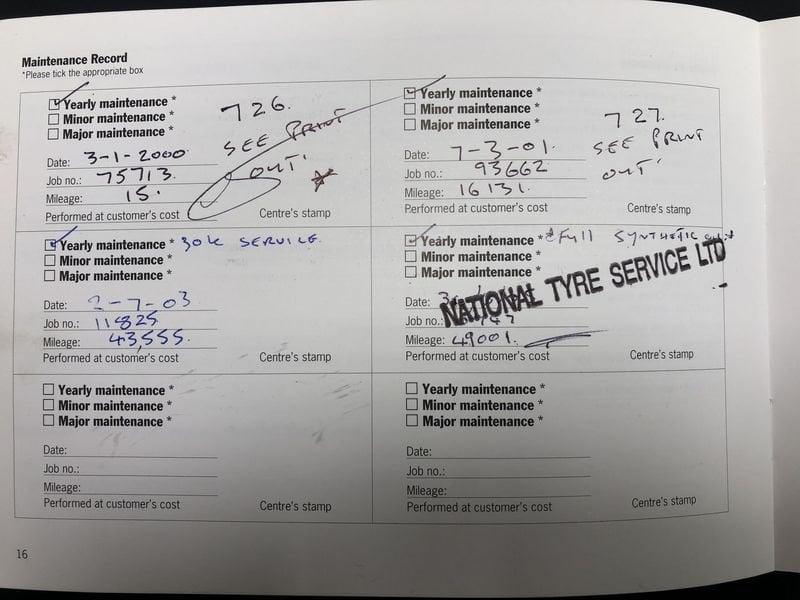 Maintenance Record
*Please tick the appropriate box
Yearly maintenance *
Minor maintenance *
Major maintenance *
726.
SEE PRINT
OUT'
Date: 3-1-2000
Job no.: 75713.
Mileage: 15.
Performed at customer's cost
Centre's stamp
Yearly maintenance *
Minor maintenance *
Major maintenance *
727.
SEE PRINT
OUT'
Date: 7-3-01.
Job no.: 93662
Mileage: 16131.
Performed at customer's cost
Centre's stamp
Yearly maintenance * 30K SERVICE
Minor maintenance *
Major maintenance *
Date: 2-7-03
Job no.: 11825
Mileage: 43,555.
Performed at customer's cost
Centre's stamp
Yearly maintenance * & Full SYNTHETIC
Minor maintenance *
Major maintenance *
NATIONAL TYRE SERVICE LTD
Date:
Job no.:
Mileage: 49001.
Performed at customer's cost
Centre's stamp
Yearly maintenance *
Minor maintenance *
Major maintenance *
Date:
Job no.:
Mileage:
Performed at customer's cost
Centre's stamp
Yearly maintenance *
Minor maintenance *
Major maintenance *
Date:
Job no.:
Mileage:
Performed at customer's cost
Centre's stamp
16